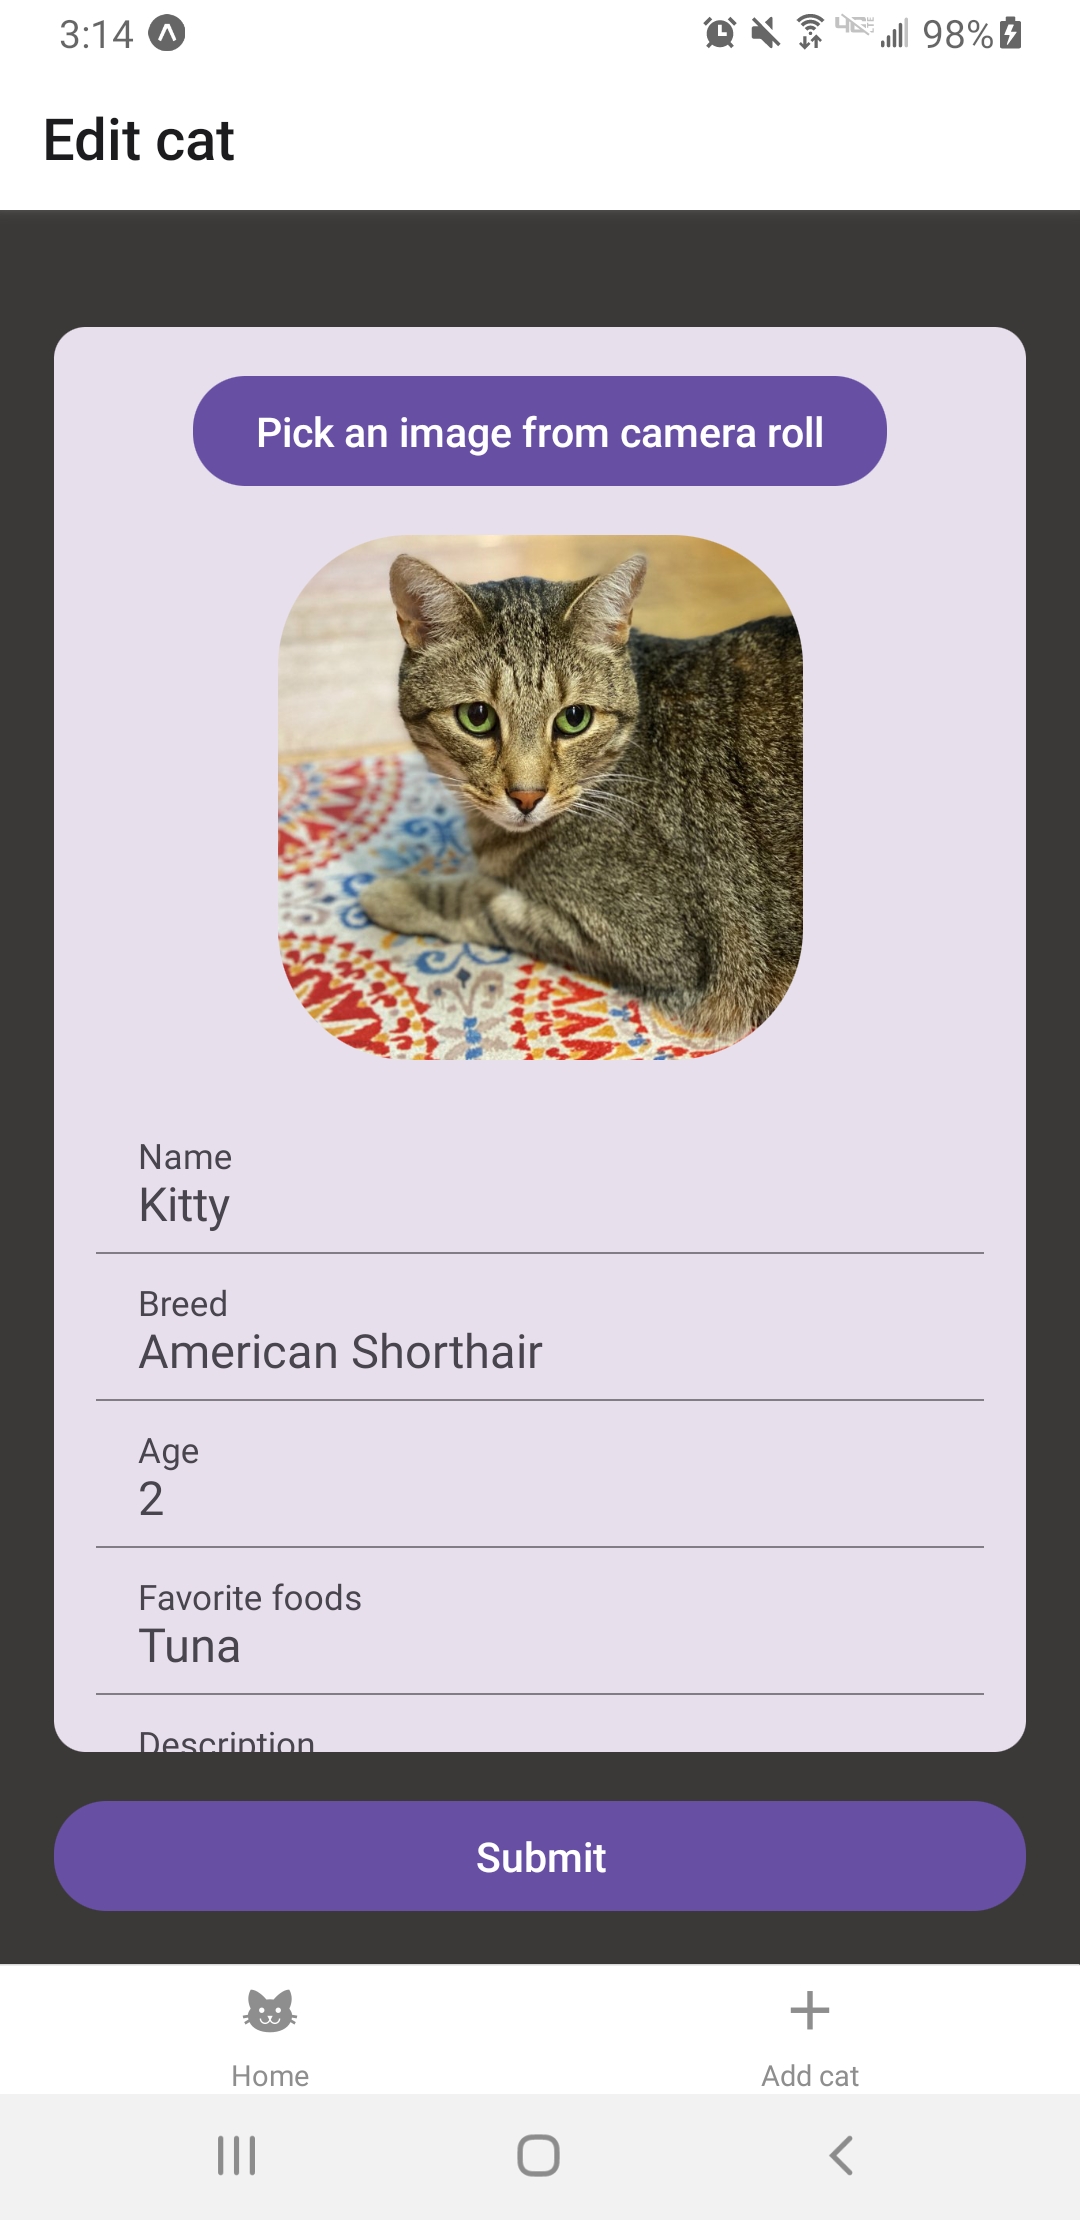 3:14 98%
Edit cat
Pick an image from camera roll
Name
Kitty
Breed
American Shorthair
Age
2
Favorite foods
Tuna
Description
Submit
Home Add cat